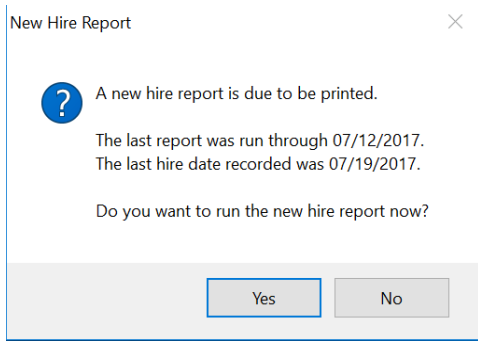 New Hire Report
A new hire report is due to be printed.
The last report was run through 07/12/2017.
The last hire date recorded was 07/19/2017.
Do you want to run the new hire report now?
Yes
No